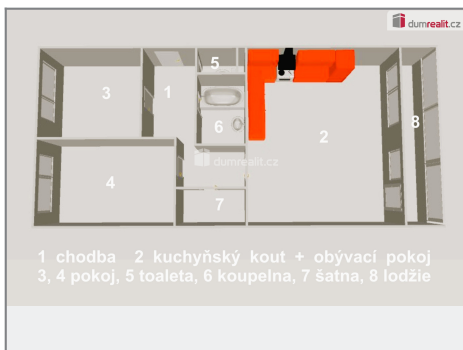 dumrealit.cz
5
3
1
6
2
8
dumrealit.cz
4
7
1 chodba 2 kuchyňský kout + obývací pokoj
3, 4 pokoj, 5 toaleta, 6 koupelna, 7 šatna, 8 lodžie